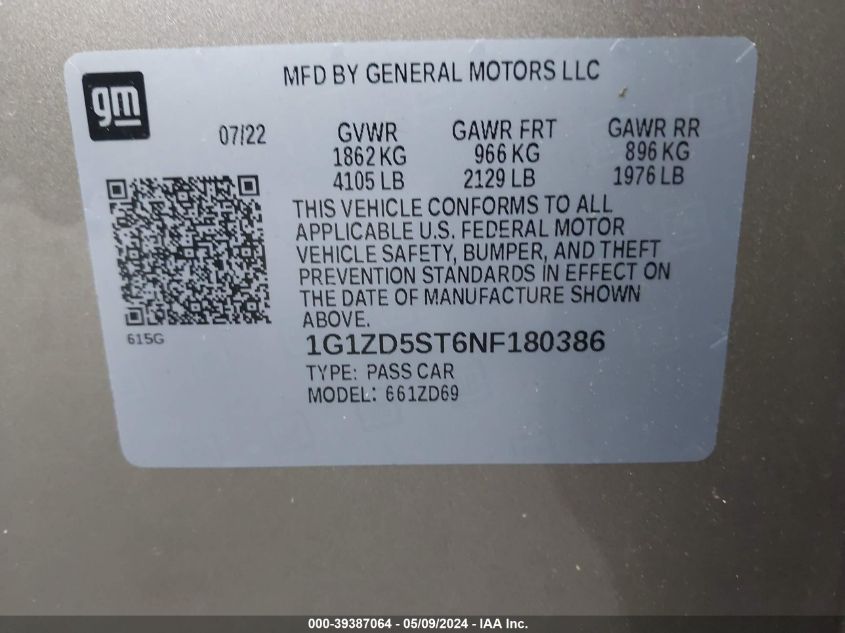 MFD BY GENERAL MOTORS LLC
gm
07/22
GVWR GAWR FRT GAWR RR
1862 KG 966 KG 896 KG
4105 LB 2129 LB 1976 LB
THIS VEHICLE CONFORMS TO ALL
APPLICABLE U.S. FEDERAL MOTOR
VEHICLE SAFETY, BUMPER, AND THEFT
PREVENTION STANDARDS IN EFFECT ON
THE DATE OF MANUFACTURE SHOWN
ABOVE.
615G
1G1ZD5ST6NF180386
TYPE: PASS CAR
MODEL: 661ZD69
000-39387064 - 05/09/2024 - IAA Inc.